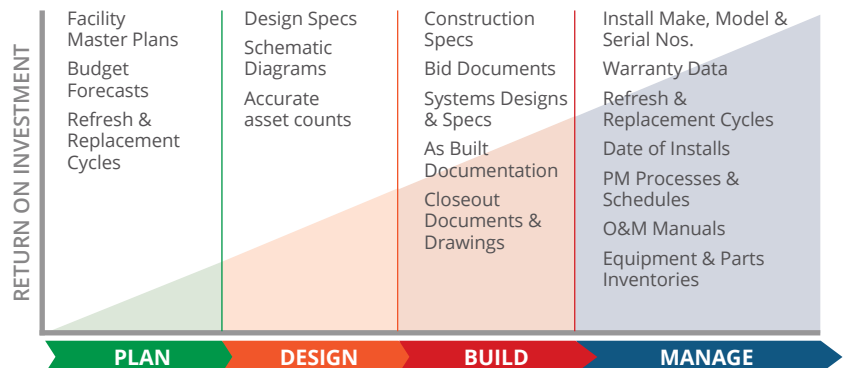 RETURN ON INVESTMENT
Facility
Master Plans
Budget
Forecasts
Refresh &
Replacement
Cycles
Design Specs
Schematic
Diagrams
Accurate
asset counts
Construction
Specs
Bid Documents
Systems Designs
& Specs
As Built
Documentation
Closeout
Documents &
Drawings
Install Make, Model &
Serial Nos.
Warranty Data
Refresh &
Replacement Cycles
Date of Installs
PM Processes &
Schedules
O&M Manuals
Equipment & Parts
Inventories
PLAN
DESIGN
BUILD
MANAGE